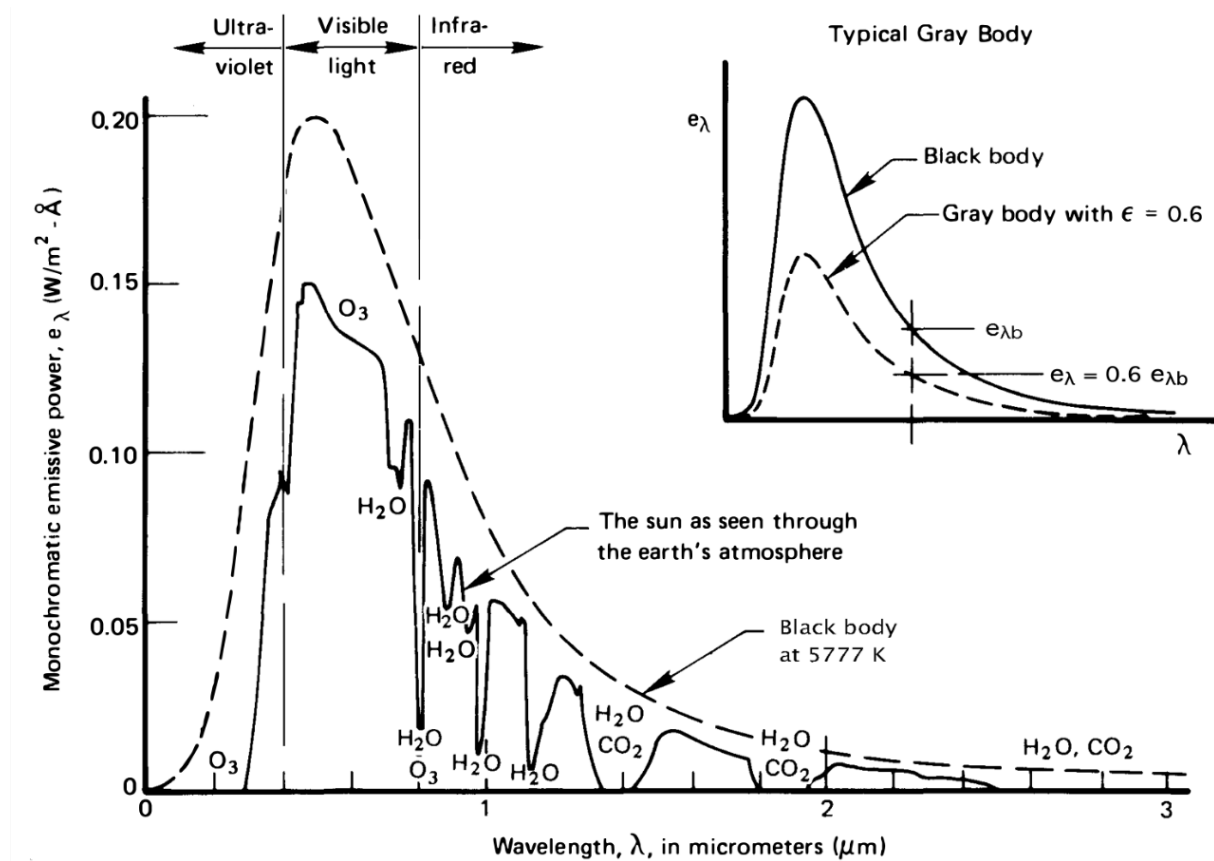 Ultra-
violet
Visible
light
Infra-
red
Typical Gray Body
eλ
Black body
Gray body with ϵ = 0.6
eλb
eλ = 0.6 eλb
λ
Monochromatic emissive power, eλ (W/m² - Å)
0.20
0.15
0.10
0.05
0
O₃
H₂O
The sun as seen through
the earth's atmosphere
H₂O
H₂O
Black body
at 5777 K
H₂O
CO₂
H₂O
CO₂
H₂O, CO₂
O₃
H₂O
O₃
H₂O
H₂O
0
1
2
3
Wavelength, λ, in micrometers (μm)